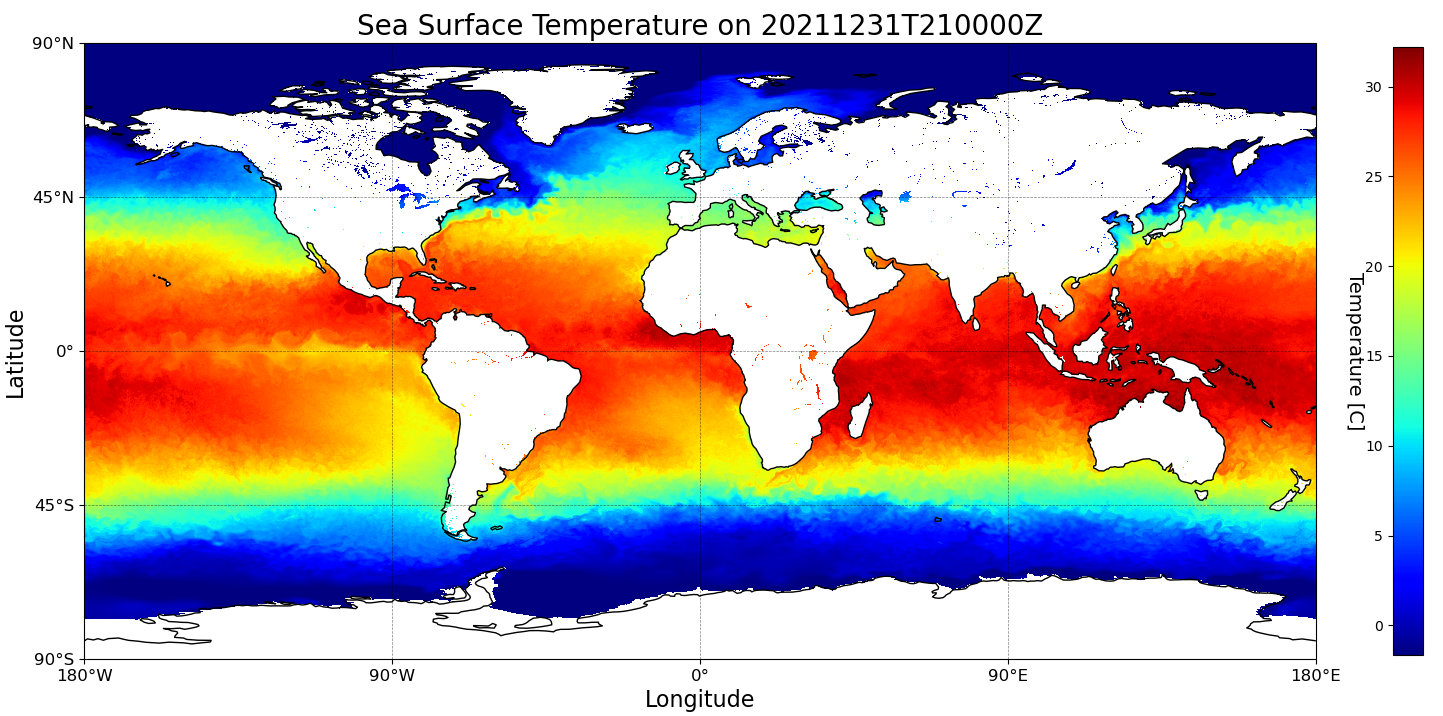 Sea Surface Temperature on 20211231T210000Z
90°N
45°N
0°
45°S
90°S
Latitude
180°W
90°W
0°
90°E
180°E
Longitude
30
25
20
15
10
5
0
Temperature [C]